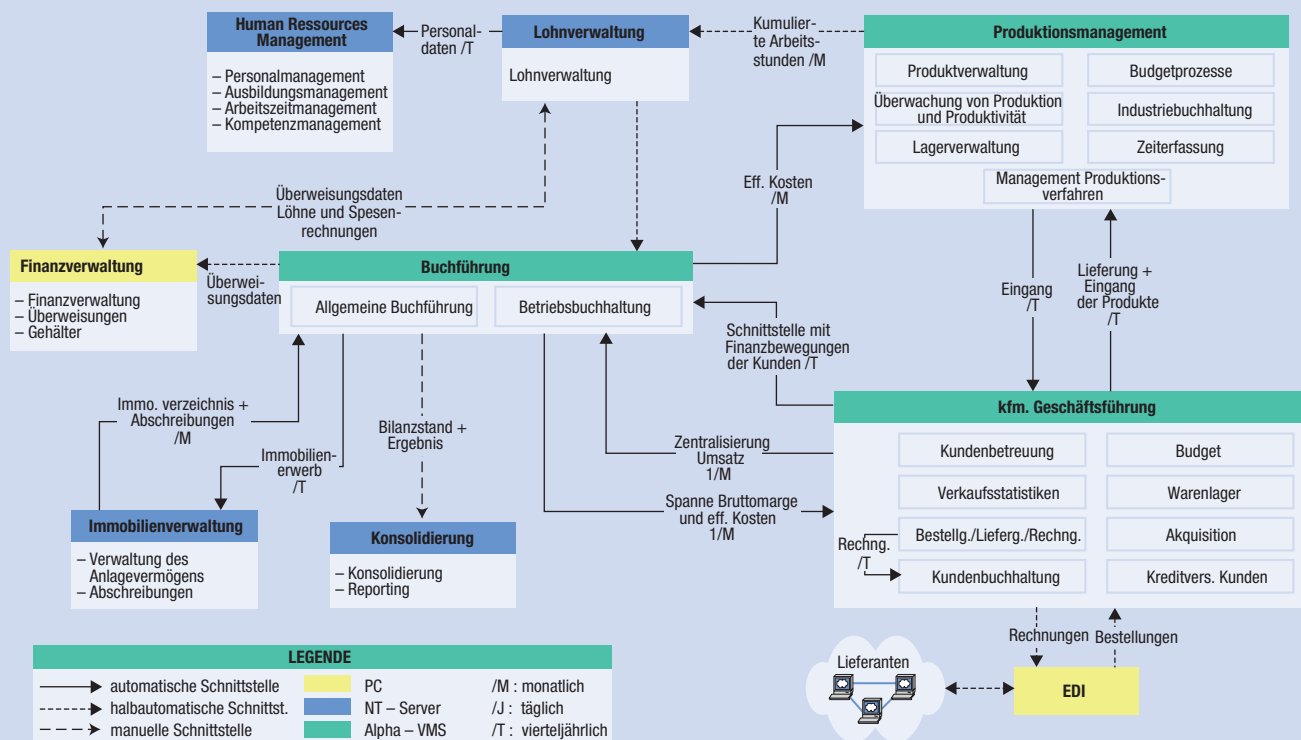 Human Ressources
Management
– Personalmanagement
– Ausbildungsmanagement
– Arbeitszeitmanagement
– Kompetenzmanagement
Personal-
daten /T
Lohnverwaltung
Lohnverwaltung
Kumulier-
te Arbeits-
stunden /M
Produktionsmanagement
Produktverwaltung
Budgetprozesse
Überwachung von Produktion
und Produktivität
Industriebuchhaltung
Lagerverwaltung
Zeiterfassung
Management Produktions-
verfahren
Eff. Kosten
/M
Überweisungsdaten
Löhne und Spesen-
rechnungen
Finanzverwaltung
– Finanzverwaltung
– Überweisungen
– Gehälter
Überwei-
sungsdaten
Buchführung
Allgemeine Buchführung
Betriebsbuchhaltung
Eingang
/T
Lieferung +
Eingang
der Produkte
/T
Schnittstelle mit
Finanzbewegungen
der Kunden /T
Immo. verzeichnis +
Abschreibungen
/M
Immobilien-
erwerb
/T
Bilanzstand +
Ergebnis
Zentralisierung
Umsatz
1/M
Spanne Bruttomarge
und eff. Kosten
1/M
kfm. Geschäftsführung
Kundenbetreuung
Budget
Verkaufsstatistiken
Warenlager
Bestellg./Lieferg./Rechng.
Akquisition
Kundenbuchhaltung
Kreditvers. Kunden
Rechng.
/T
Immobilienverwaltung
– Verwaltung des
Anlagevermögens
– Abschreibungen
Konsolidierung
– Konsolidierung
– Reporting
Rechnungen
Bestellungen
Lieferanten
EDI
LEGENDE
automatische Schnittstelle
PC
/M : monatlich
halbautomatische Schnittst.
NT – Server
/J : täglich
manuelle Schnittstelle
Alpha – VMS
/T : vierteljährlich